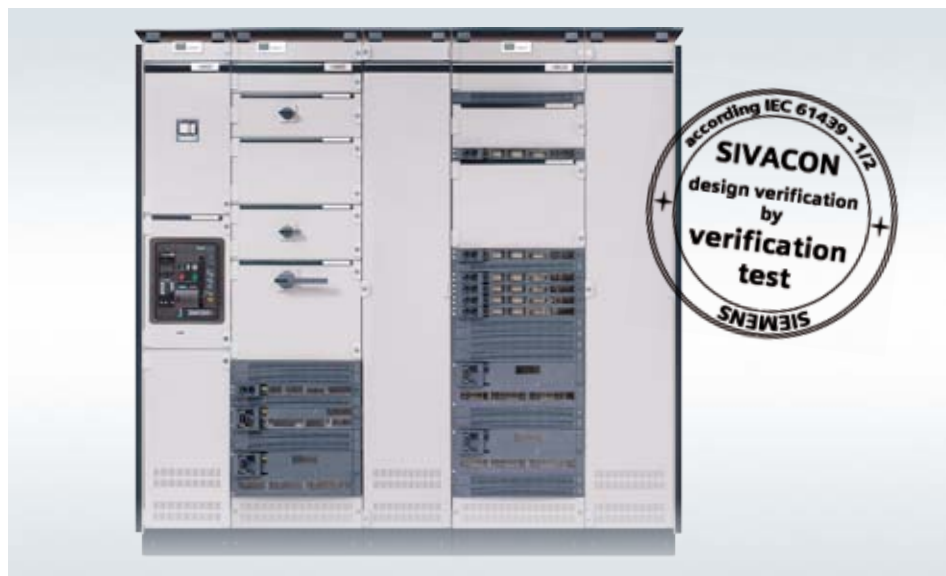 according IEC 61439 - 1/2
SIVACON
design verification
by
verification
test
SIEMENS